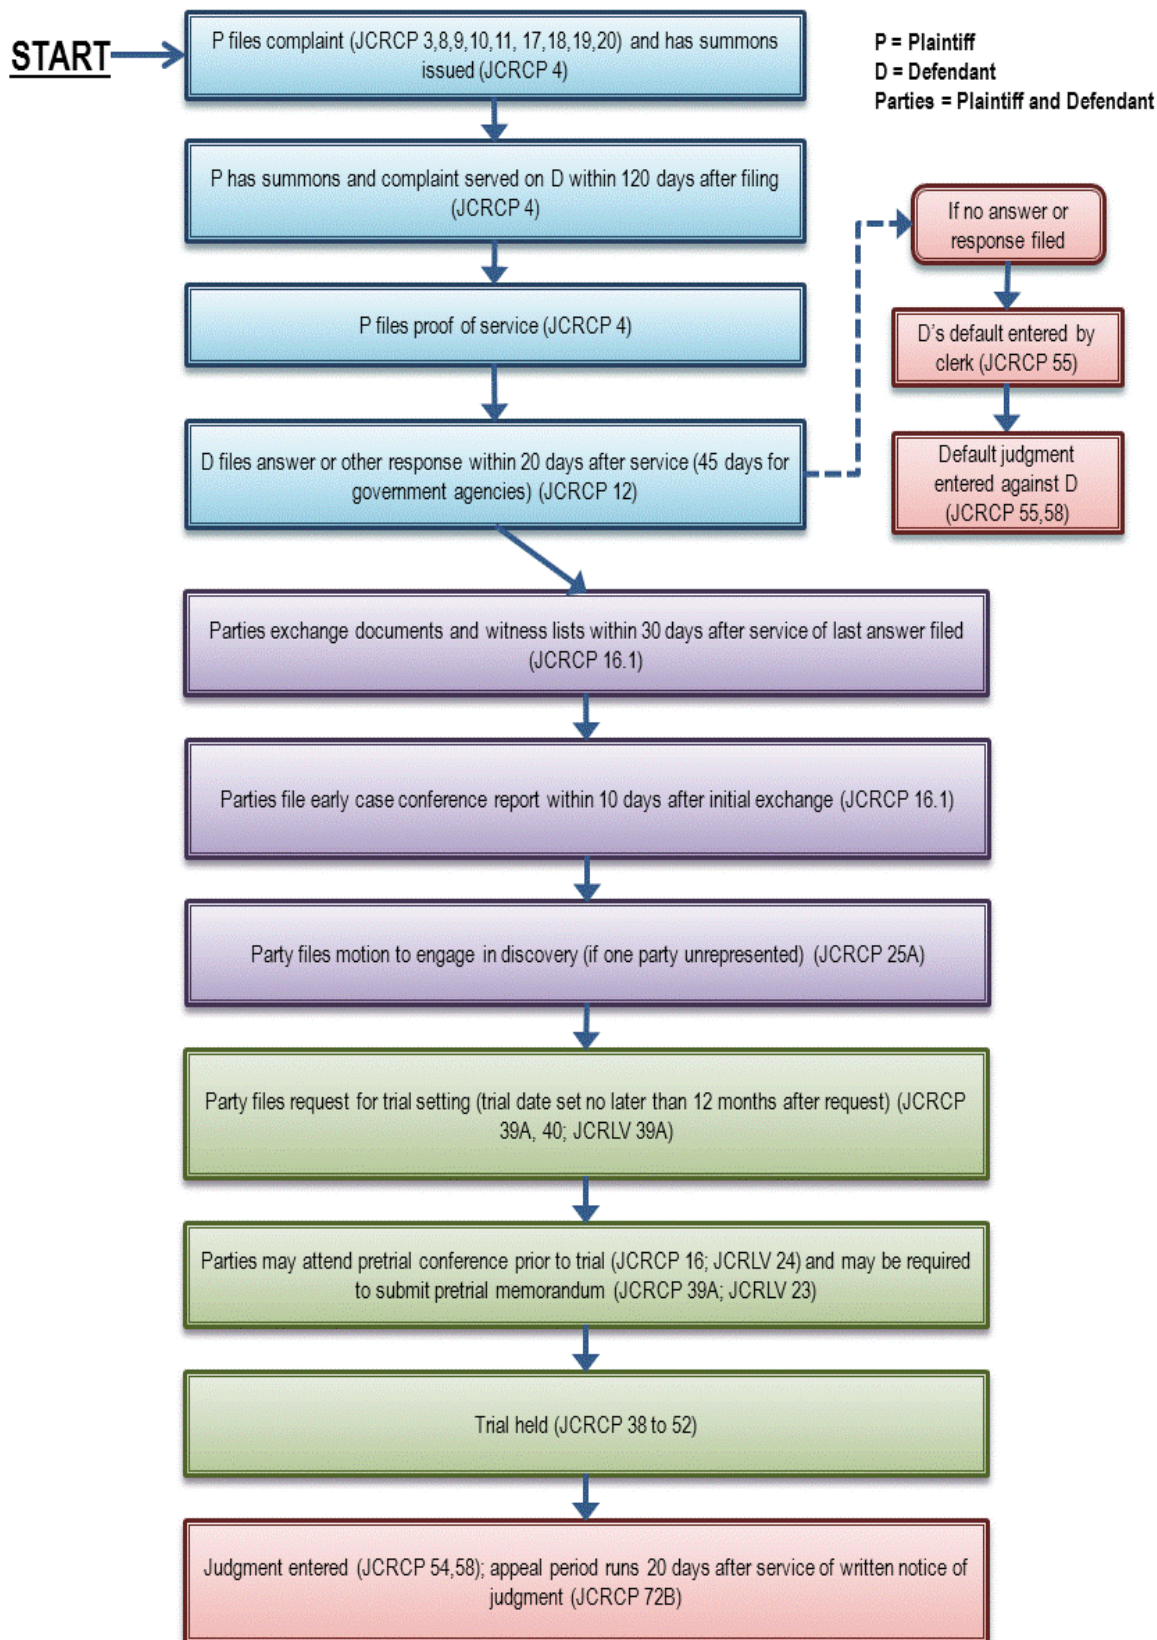 START
P files complaint (JCRCP 3,8,9,10,11, 17,18,19,20) and has summons
issued (JCRCP 4)
P = Plaintiff
D = Defendant
Parties = Plaintiff and Defendant
P has summons and complaint served on D within 120 days after filing
(JCRCP 4)
If no answer or
response filed
P files proof of service (JCRCP 4)
D's default entered by
clerk (JCRCP 55)
D files answer or other response within 20 days after service (45 days for
government agencies) (JCRCP 12)
Default judgment
entered against D
(JCRCP 55,58)
Parties exchange documents and witness lists within 30 days after service of last answer filed
(JCRCP 16.1)
Parties file early case conference report within 10 days after initial exchange (JCRCP 16.1)
Party files motion to engage in discovery (if one party unrepresented) (JCRCP 25A)
Party files request for trial setting (trial date set no later than 12 months after request) (JCRCP
39A, 40; JCRLV 39A)
Parties may attend pretrial conference prior to trial (JCRCP 16; JCRLV 24) and may be required
to submit pretrial memorandum (JCRCP 39A; JCRLV 23)
Trial held (JCRCP 38 to 52)
Judgment entered (JCRCP 54,58); appeal period runs 20 days after service of written notice of
judgment (JCRCP 72B)